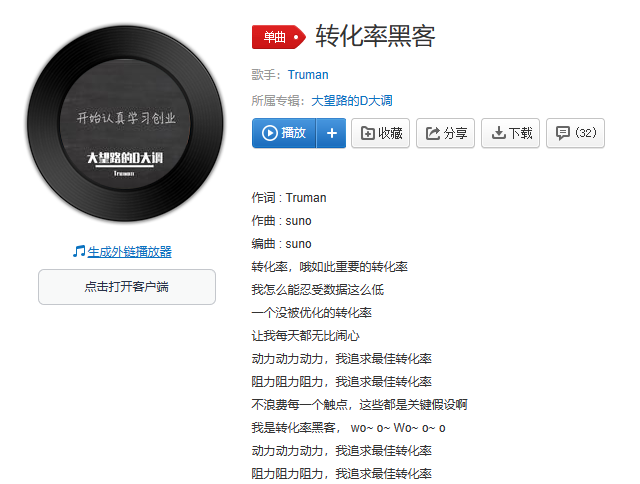 单曲 转化率黑客
歌手：Truman
所属专辑：大望路的D大调
播放 + 收藏 分享 下载 (32)
开始认真学习创业
大望路的D大调
Truman
生成外链播放器
点击打开客户端
作词 : Truman
作曲 : suno
编曲 : suno
转化率，哦如此重要的转化率
我怎么能忍受数据这么低
一个没被优化的转化率
让我每天都无比闹心
动力动力动力，我追求最佳转化率
阻力阻力阻力，我追求最佳转化率
不浪费每一个触点，这些都是关键假设啊
我是转化率黑客， wo~ o~ Wo~ o~ o
动力动力动力，我追求最佳转化率
阻力阻力阻力，我追求最佳转化率